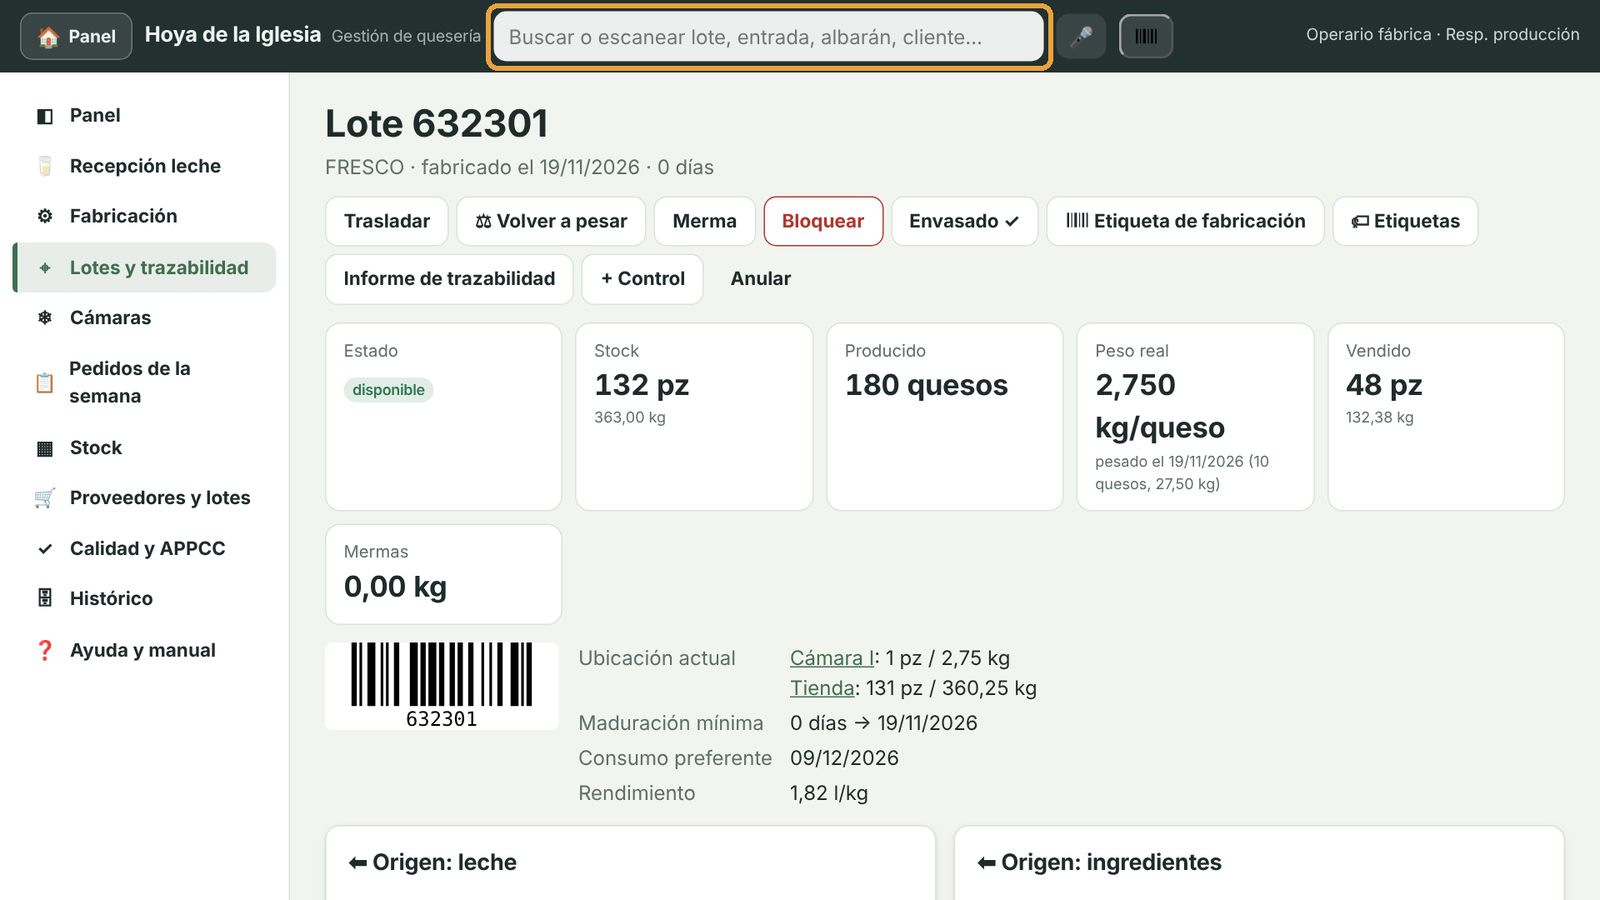 Panel
Hoya de la Iglesia Gestión de quesería
Buscar o escanear lote, entrada, albarán, cliente...
Operario fábrica · Resp. producción
Panel
Recepción leche
Fabricación
Lotes y trazabilidad
Cámaras
Pedidos de la
semana
Stock
Proveedores y lotes
Calidad y APPCC
Histórico
Ayuda y manual
Lote 632301
FRESCO · fabricado el 19/11/2026 · 0 días
Trasladar
Volver a pesar
Merma
Bloquear
Envasado ✓
Etiqueta de fabricación
Etiquetas
Informe de trazabilidad
+ Control
Anular
Estado
disponible
Stock
132 pz
363,00 kg
Producido
180 quesos
Peso real
2,750
kg/queso
pesado el 19/11/2026 (10
quesos, 27,50 kg)
Vendido
48 pz
132,38 kg
Mermas
0,00 kg
632301
Ubicación actual
Cámara I: 1 pz / 2,75 kg
Tienda: 131 pz / 360,25 kg
Maduración mínima 0 días → 19/11/2026
Consumo preferente 09/12/2026
Rendimiento 1,82 l/kg
⬅ Origen: leche
⬅ Origen: ingredientes